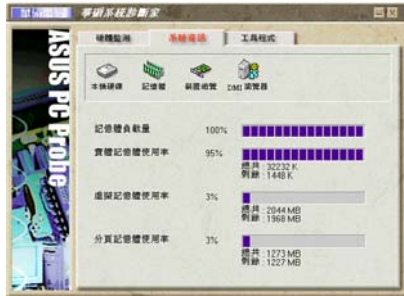 華碩系統診斷家
ASUS PC Probe
硬體監測 系統資訊 工具程式
本機硬碟 記憶體 裝置總覽 DMI 瀏覽器
記憶體負載量 100%
實體記憶體使用率 95%
總共 : 32232 K
剩餘 : 1448 K
虛擬記憶體使用率 3%
總共 : 2044 MB
剩餘 : 1968 MB
分頁記憶體使用率 3%
總共 : 1273 MB
剩餘 : 1227 MB